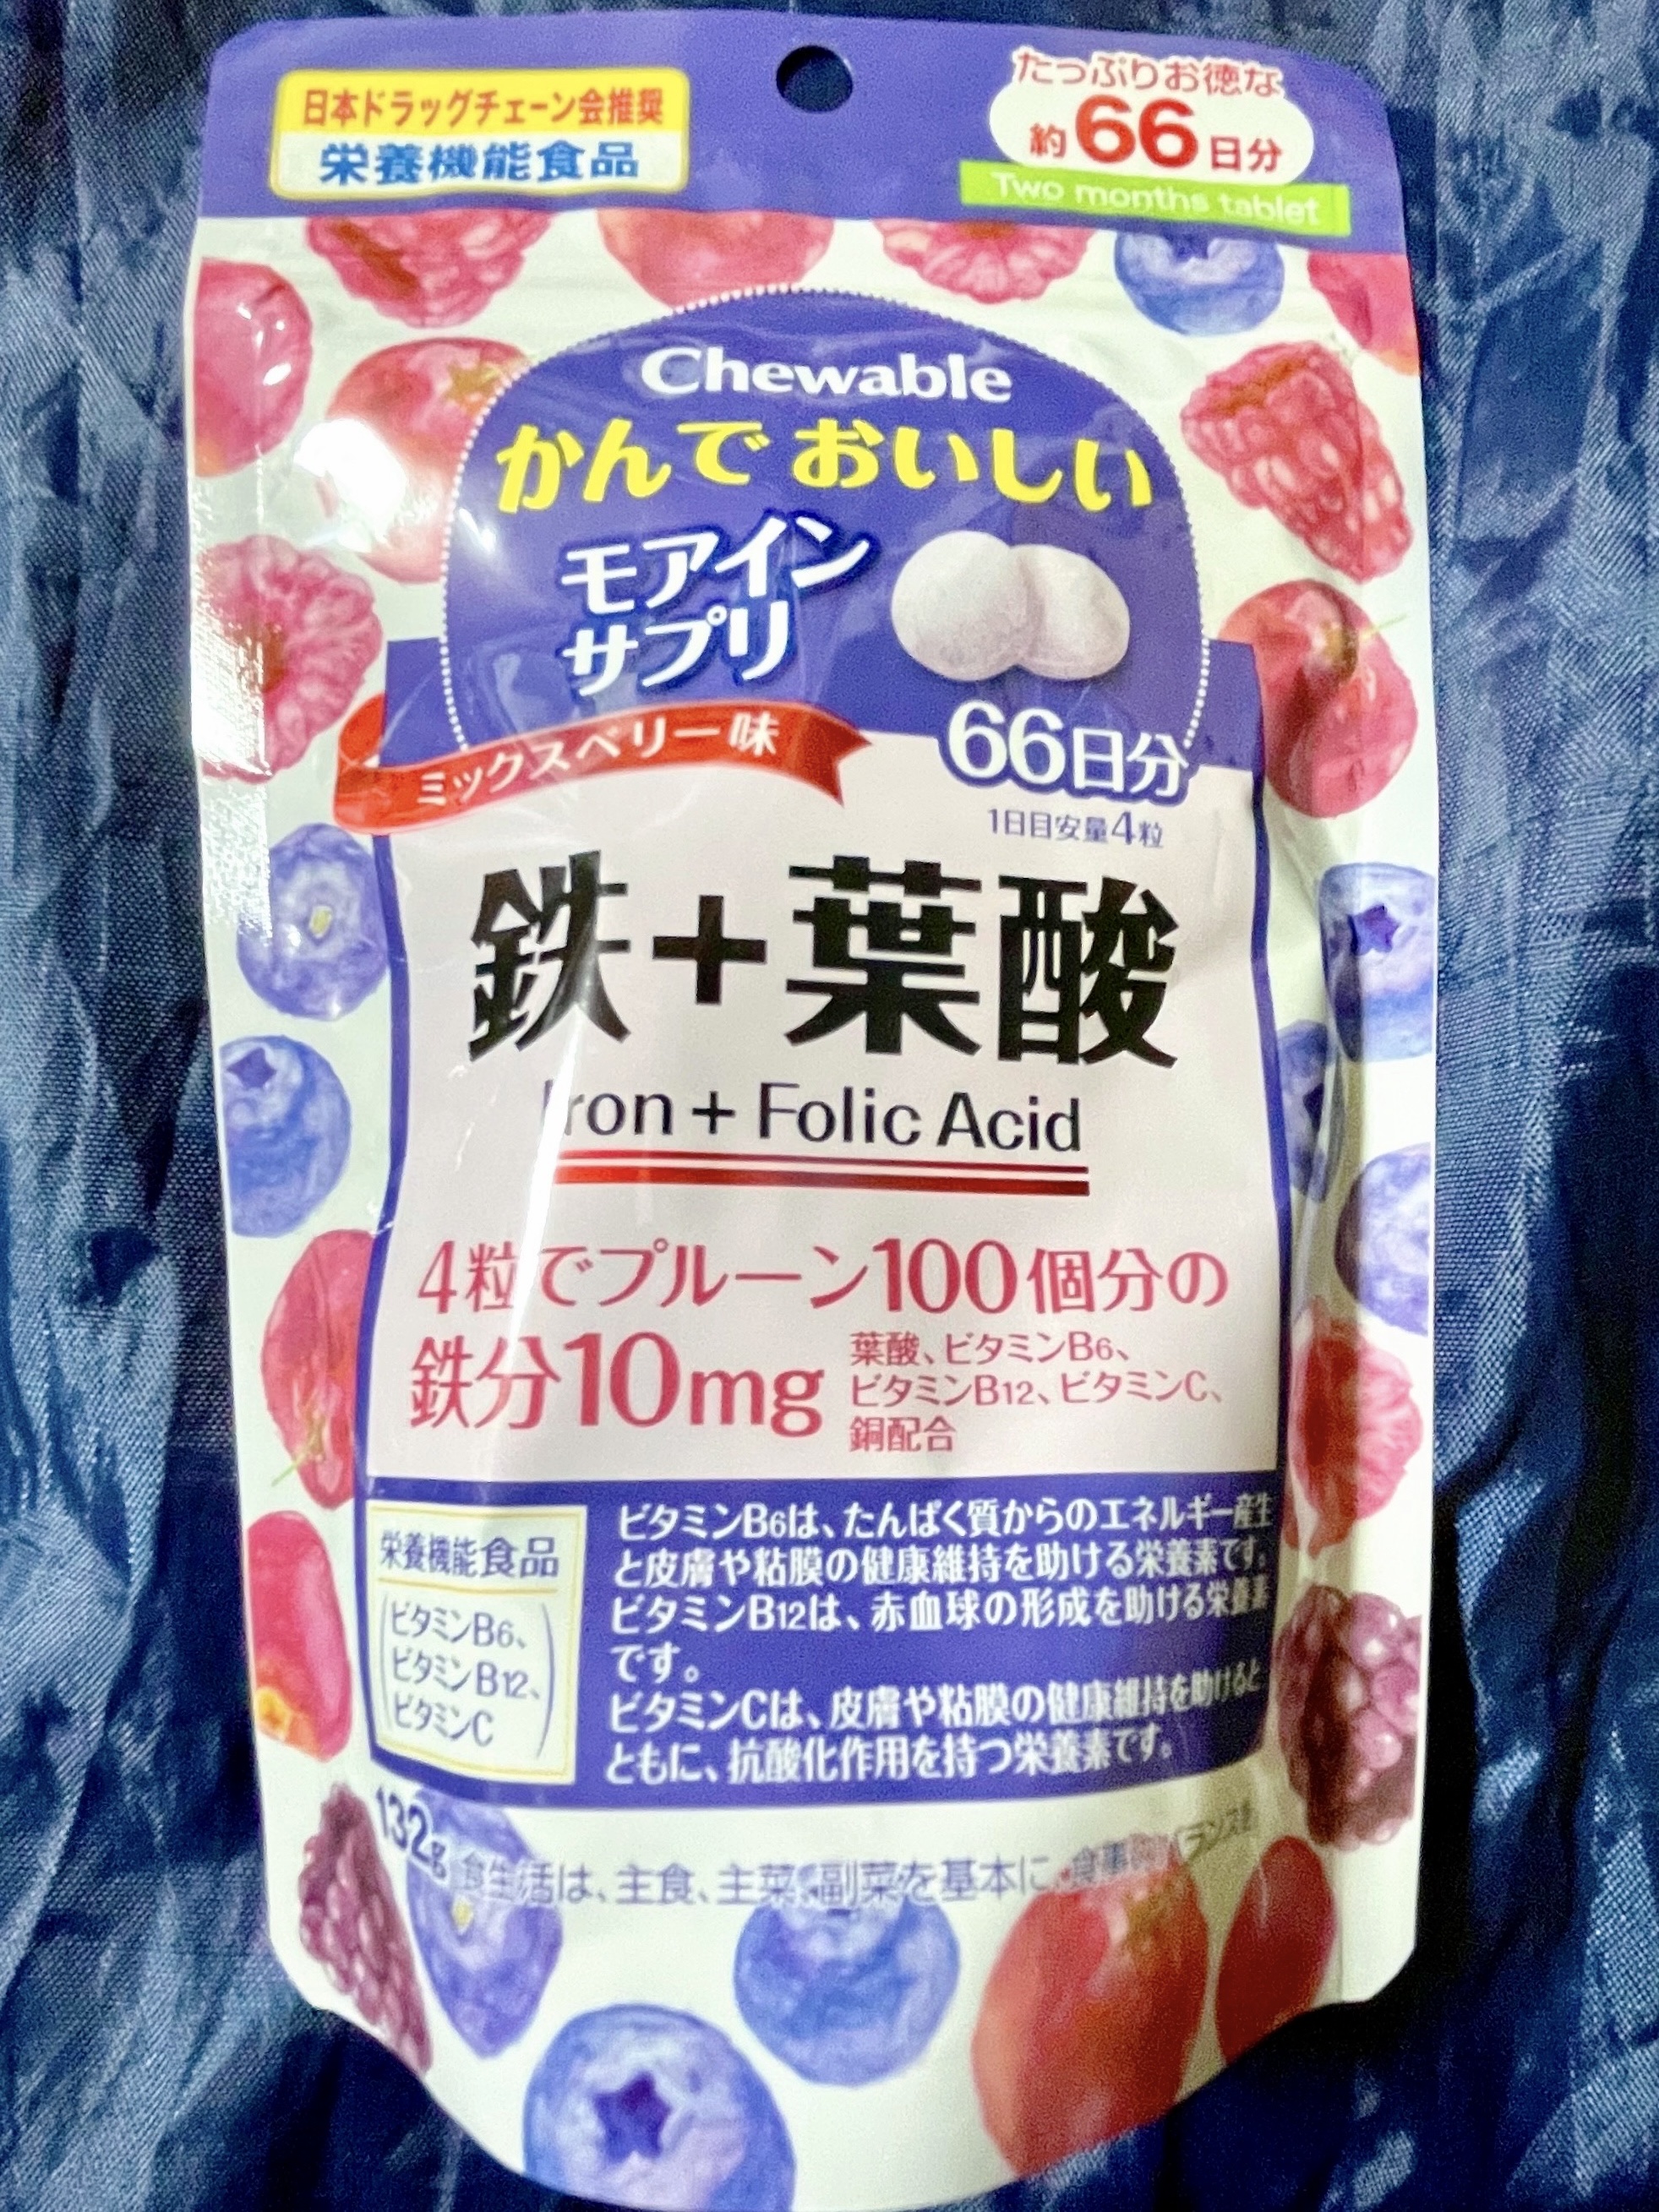 日本ドラッグチェーン会推奨
栄養機能食品
たっぷりお徳な
約66日分
Two months tablet
Chewable
かんでおいしい
モアイン
サプリ
ミックスベリー味
66日分
1日目安量4粒
鉄+葉酸
Iron + Folic Acid
4粒でプルーン100個分の
鉄分10mg
葉酸、ビタミンB6、
ビタミンB12、ビタミンC、
銅配合
栄養機能食品
ビタミンB6、
ビタミンB12、
ビタミンC
ビタミンB6は、たんぱく質からのエネルギー産生
と皮膚や粘膜の健康維持を助ける栄養素です。
ビタミンB12は、赤血球の形成を助ける栄養素
です。
ビタミンCは、皮膚や粘膜の健康維持を助けると
ともに、抗酸化作用を持つ栄養素です。
132g
食生活は、主食、主菜、副菜を基本に、食事のバランスを